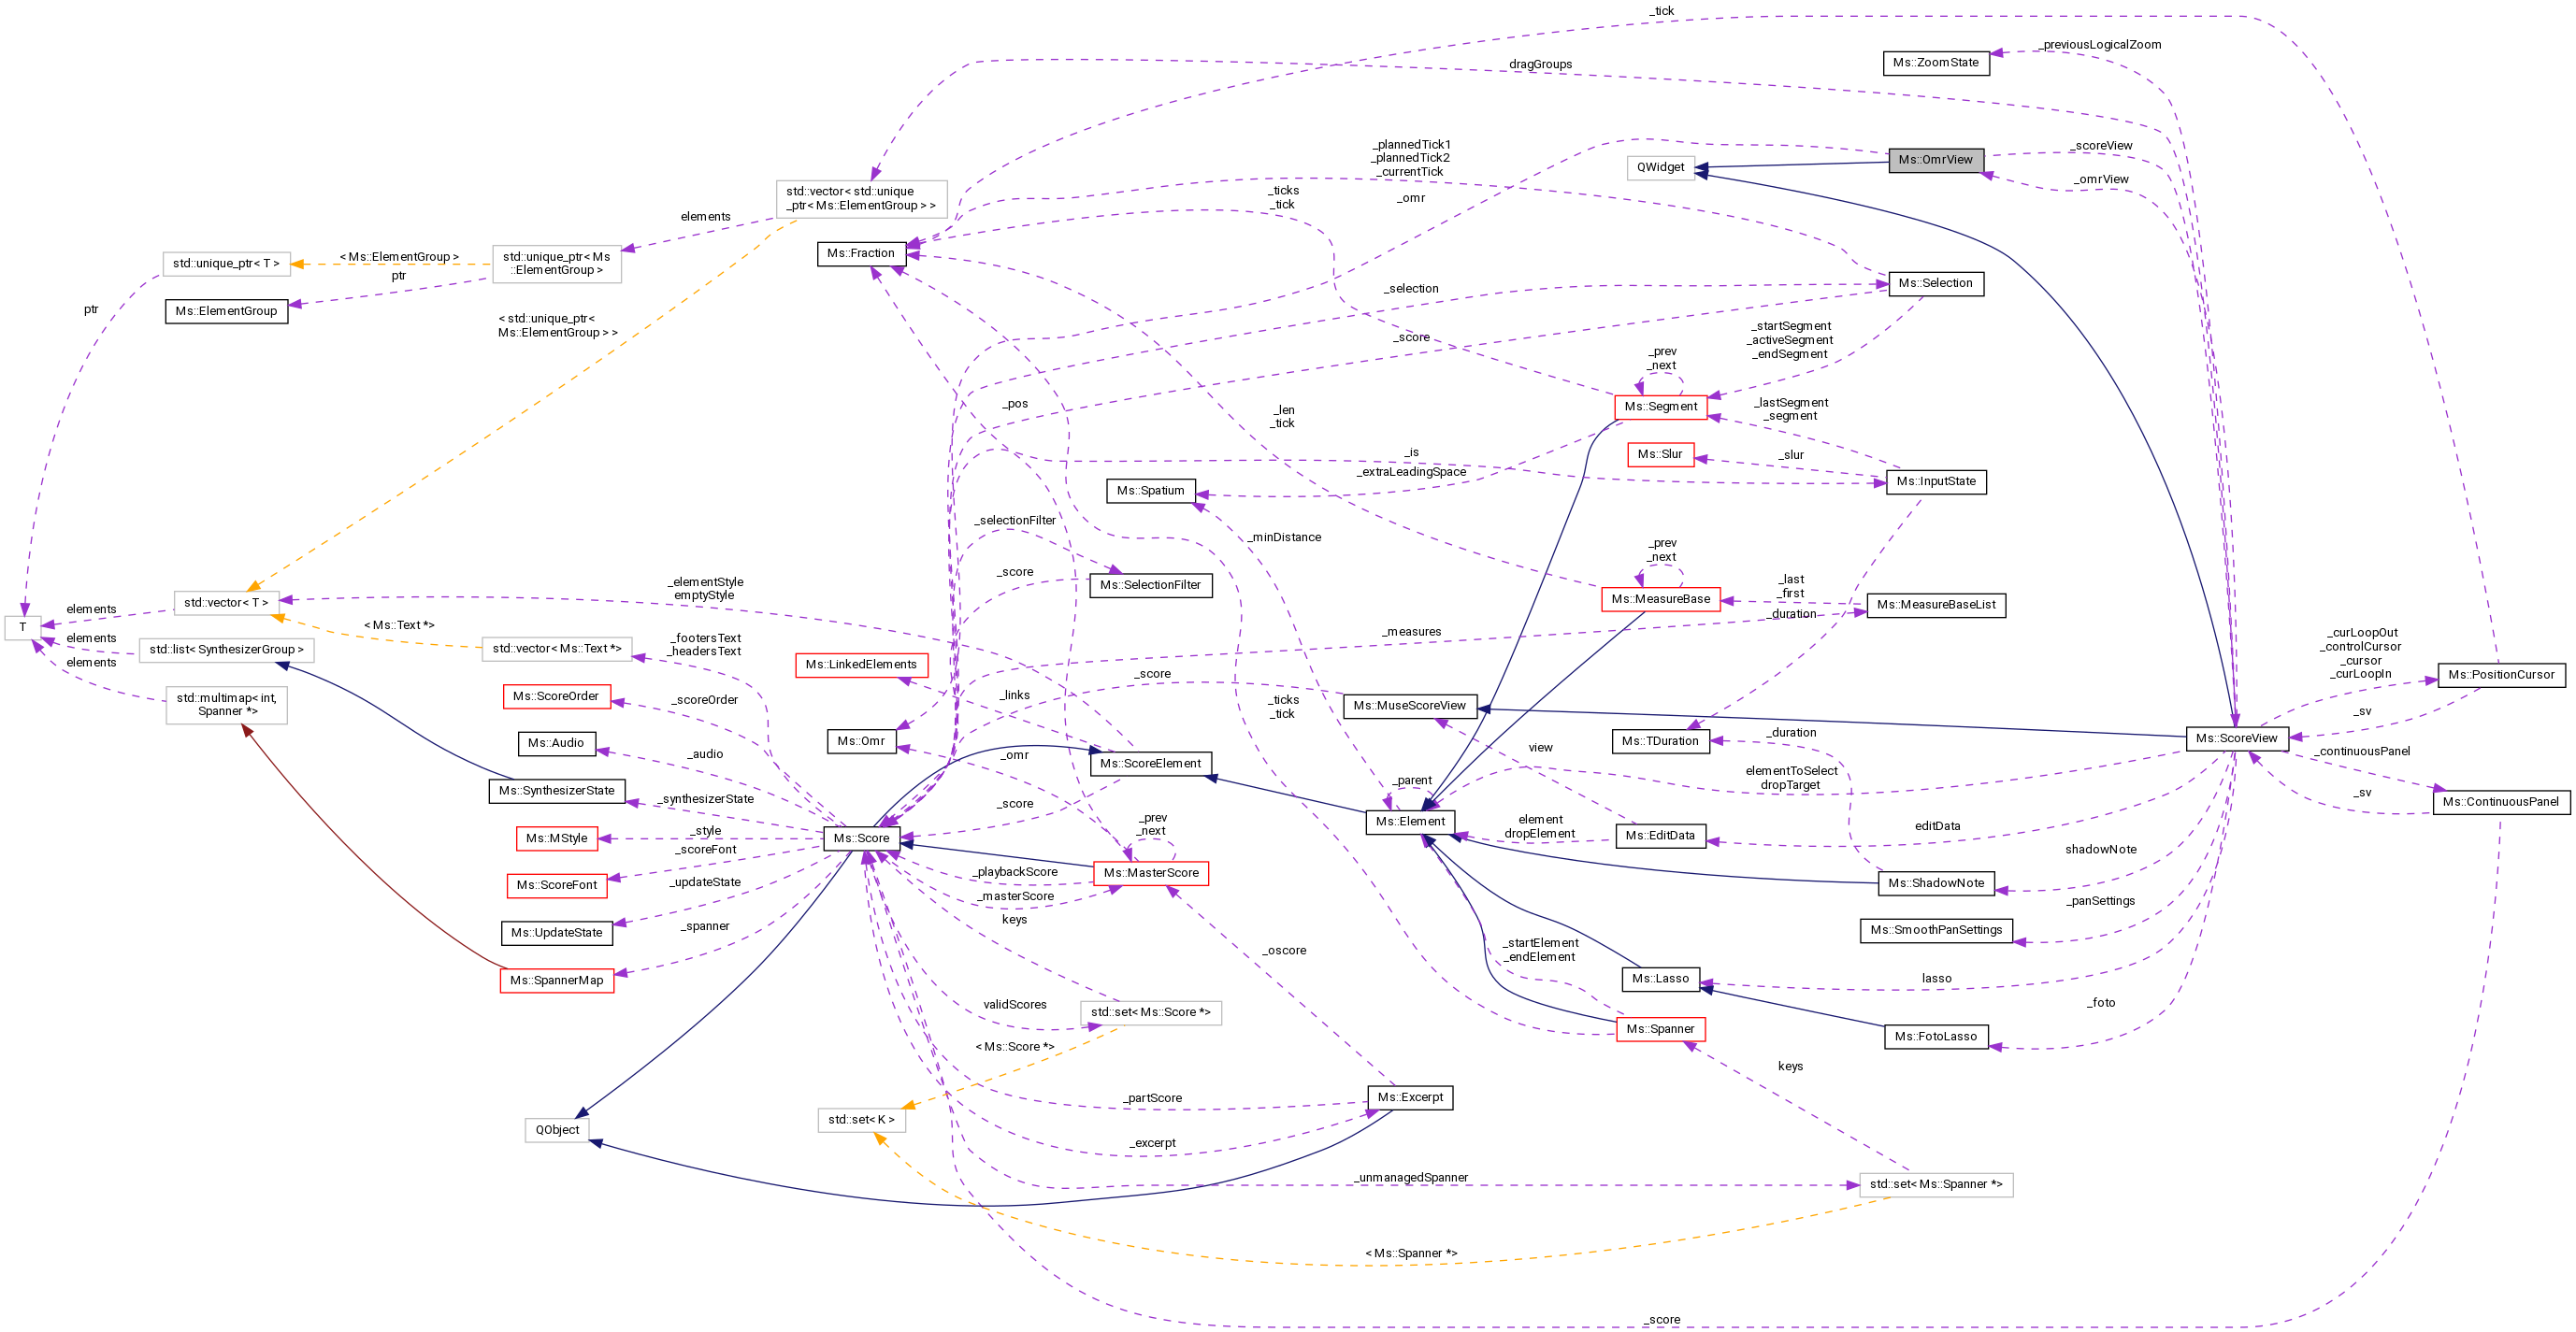 _tick
_previousLogicalZoom
Ms::ZoomState
dragGroups
_plannedTick1
_plannedTick2
_currentTick
_scoreView
Ms::OmrView
QWidget
_omrView
std::vector< std::unique
_ptr< Ms::ElementGroup > >
_ticks
_tick
_omr
elements
Ms::Fraction
std::unique_ptr< T >
< Ms::ElementGroup >
std::unique_ptr< Ms
::ElementGroup >
ptr
Ms::ElementGroup
ptr
_selection
Ms::Selection
< std::unique_ptr<
Ms::ElementGroup > >
_score
_startSegment
_activeSegment
_endSegment
_prev
_next
_pos
_len
_tick
Ms::Segment
_lastSegment
_segment
_is
Ms::Slur
_slur
_extraLeadingSpace
Ms::Spatium
Ms::InputState
_selectionFilter
_minDistance
_prev
_next
_score
Ms::SelectionFilter
_elementStyle
emptyStyle
_last
_first
Ms::MeasureBase
Ms::MeasureBaseList
std::vector< T >
elements
T
< Ms::Text *>
_duration
_measures
elements
std::list< SynthesizerGroup >
std::vector< Ms::Text *>
_footersText
_headersText
_curLoopOut
_controlCursor
_cursor
_curLoopIn
elements
Ms::LinkedElements
_score
Ms::PositionCursor
std::multimap< int,
Spanner *>
Ms::ScoreOrder
_scoreOrder
_links
_ticks
_tick
Ms::MuseScoreView
_sv
Ms::Audio
_audio
Ms::Omr
_omr
Ms::ScoreElement
view
Ms::TDuration
_duration
Ms::ScoreView
_continuousPanel
elementToSelect
dropTarget
_parent
Ms::SynthesizerState
_synthesizerState
_score
_sv
Ms::ContinuousPanel
Ms::MStyle
_style
Ms::Score
_prev
_next
Ms::Element
element
dropElement
Ms::EditData
editData
_scoreFont
shadowNote
Ms::ScoreFont
_updateState
_playbackScore
Ms::MasterScore
Ms::ShadowNote
_masterScore
_panSettings
keys
Ms::UpdateState
_spanner
Ms::SmoothPanSettings
_oscore
_startElement
_endElement
Ms::SpannerMap
Ms::Lasso
lasso
validScores
std::set< Ms::Score *>
_foto
Ms::Spanner
Ms::FotoLasso
< Ms::Score *>
keys
_partScore
Ms::Excerpt
std::set< K >
QObject
_excerpt
_unmanagedSpanner
std::set< Ms::Spanner *>
< Ms::Spanner *>
_score